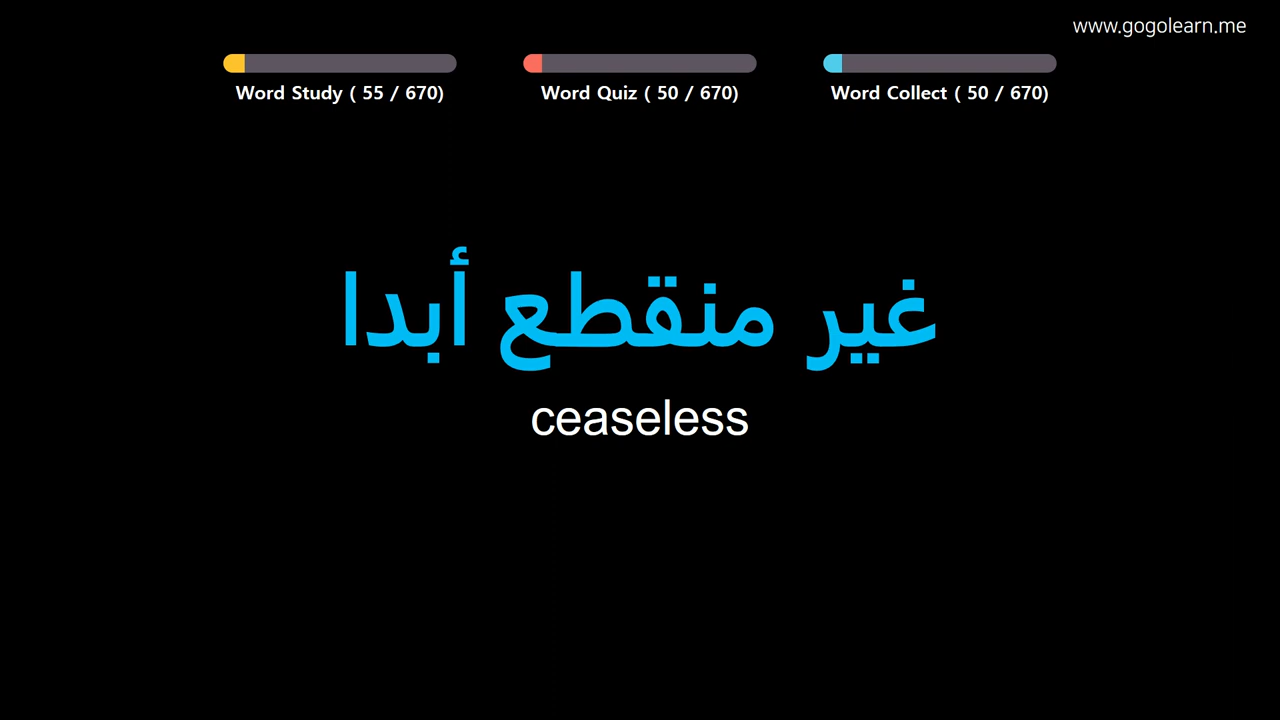 www.gogolearn.me
Word Study ( 55 / 670)
Word Quiz ( 50 / 670)
Word Collect ( 50 / 670)
غير منقطع أبدا
ceaseless